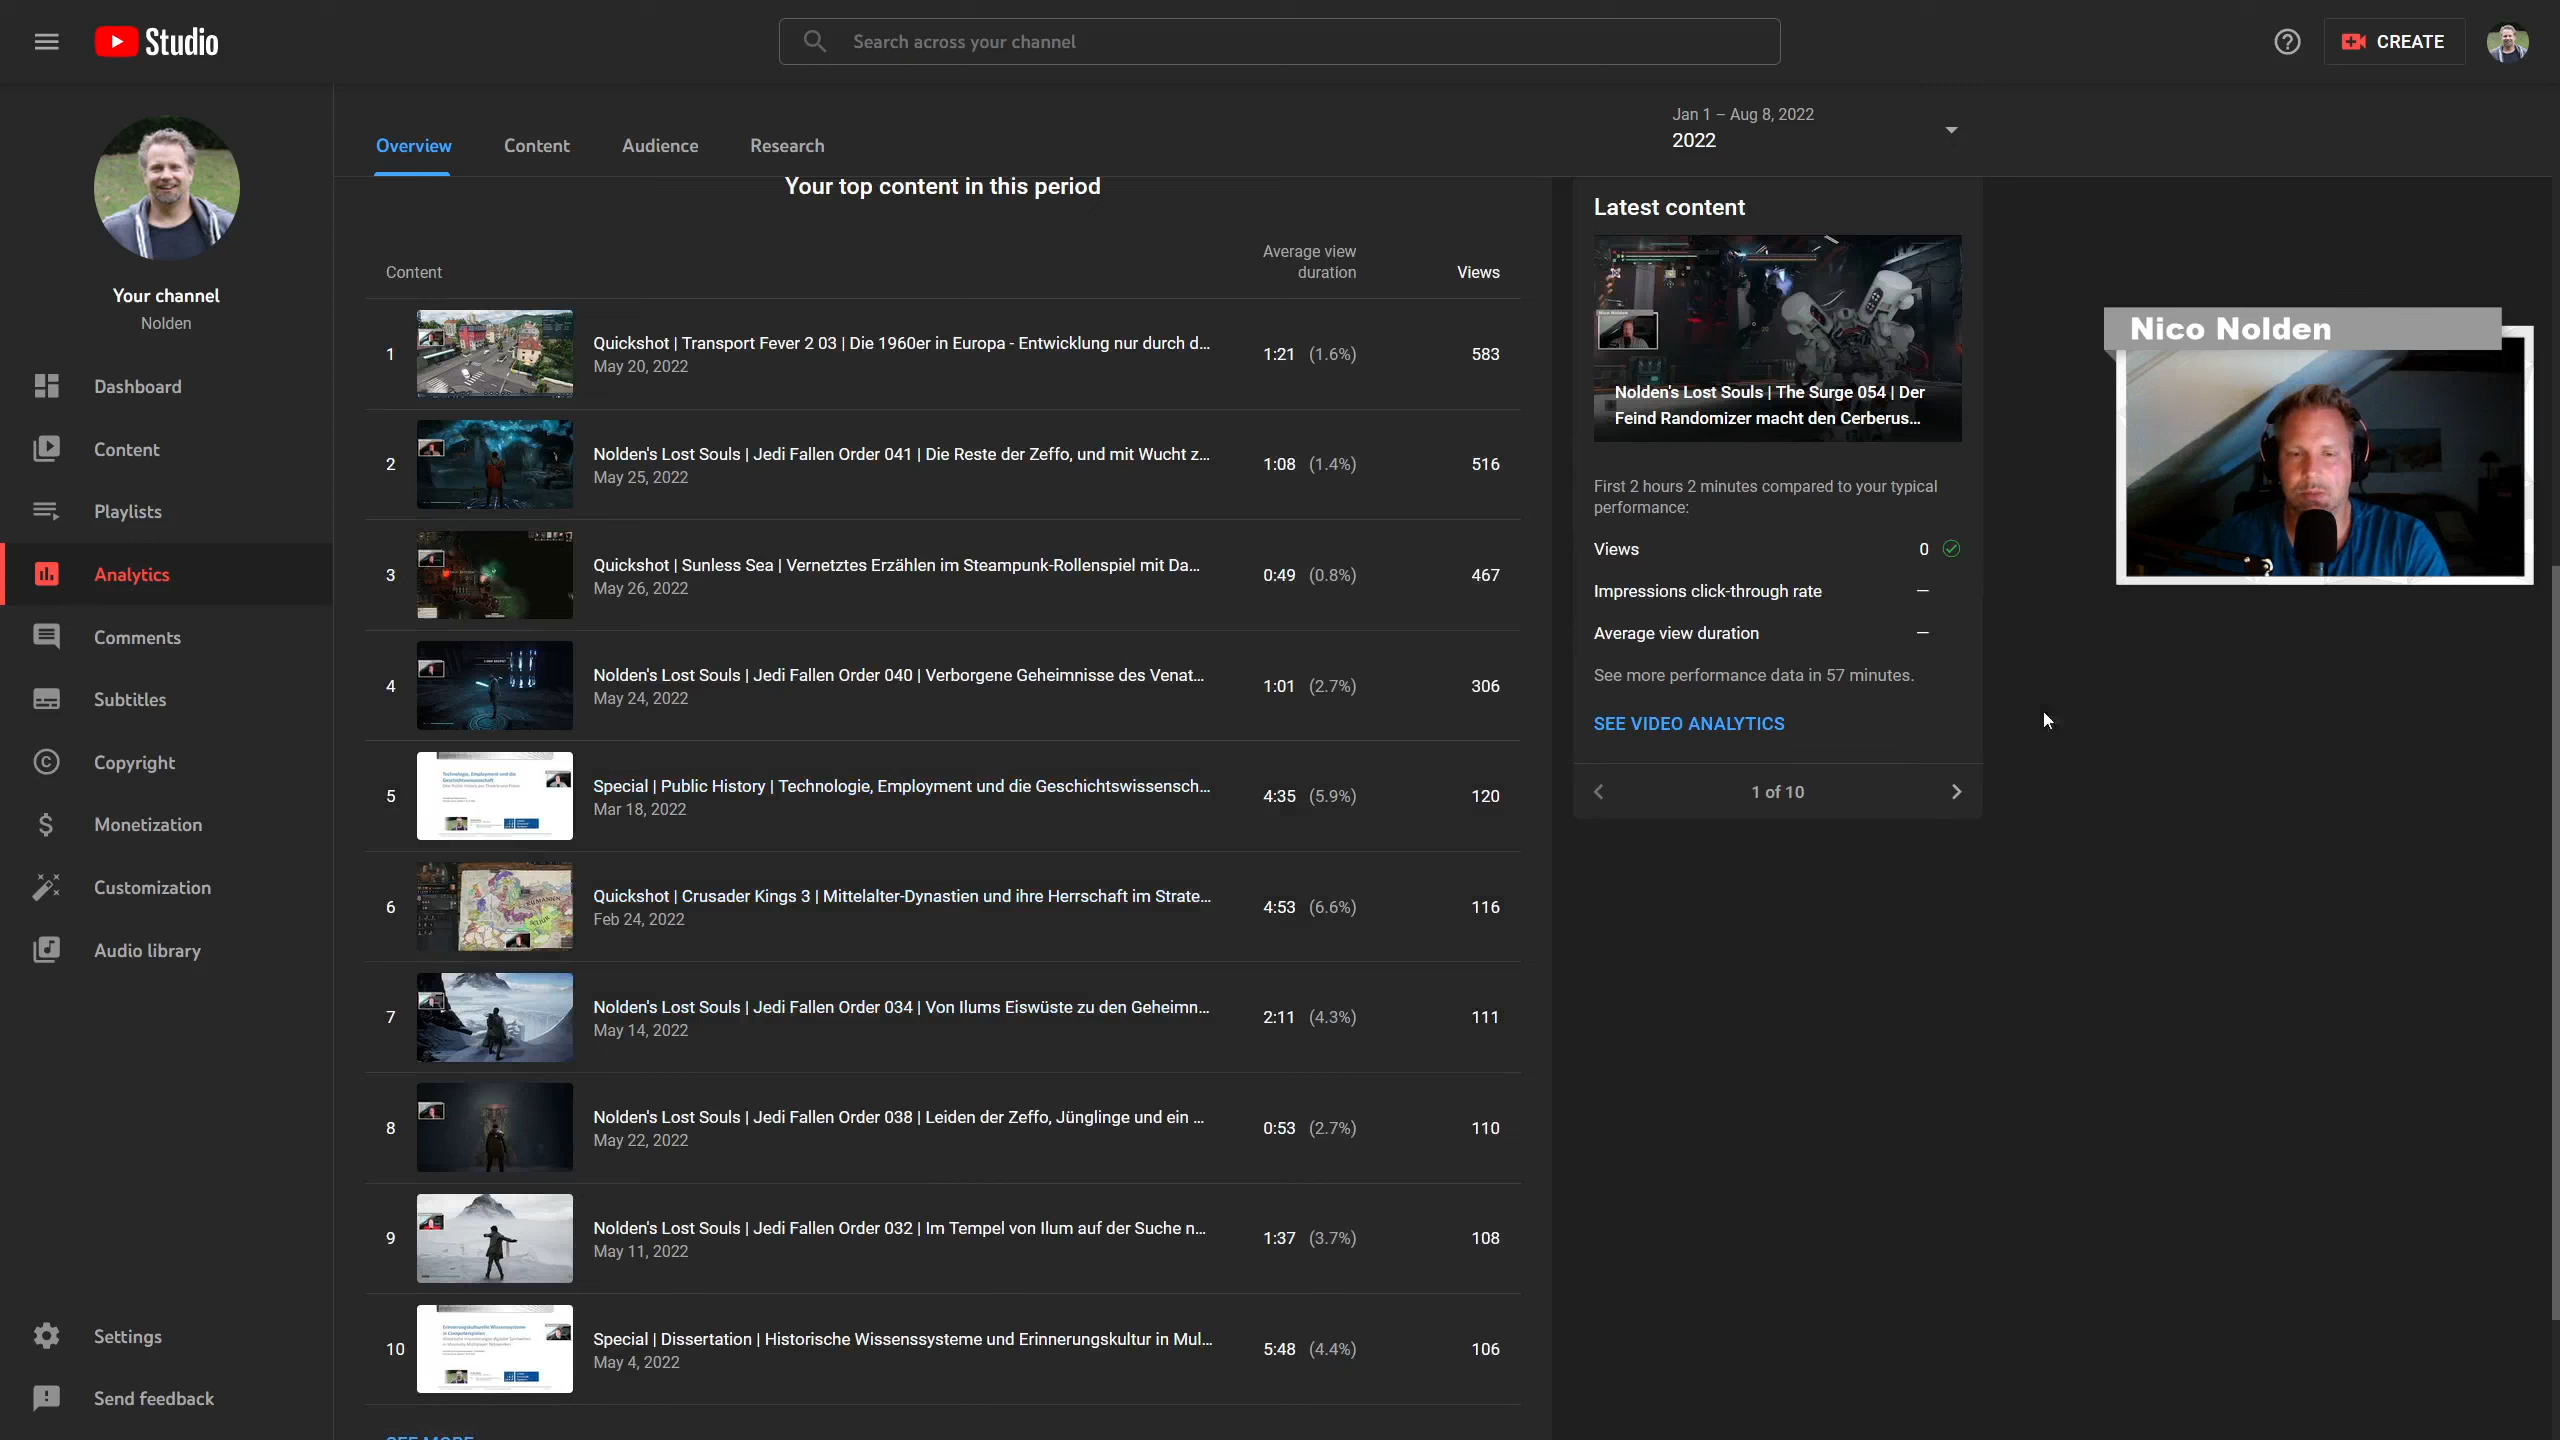 Studio
Search across your channel
CREATE
Your channel
Nolden
Dashboard
Content
Playlists
Analytics
Comments
Subtitles
Copyright
Monetization
Customization
Audio library
Settings
Send feedback
Overview
Content
Audience
Research
Jan 1 – Aug 8, 2022
2022
Your top content in this period
Content
Average view
duration
Views
1
Quickshot | Transport Fever 2 03 | Die 1960er in Europa - Entwicklung nur durch d...
May 20, 2022
1:21 (1.6%)
583
2
Nolden's Lost Souls | Jedi Fallen Order 041 | Die Reste der Zeffo, und mit Wucht z...
May 25, 2022
1:08 (1.4%)
516
3
Quickshot | Sunless Sea | Vernetztes Erzählen im Steampunk-Rollenspiel mit Da...
May 26, 2022
0:49 (0.8%)
467
4
Nolden's Lost Souls | Jedi Fallen Order 040 | Verborgene Geheimnisse des Venat...
May 24, 2022
1:01 (2.7%)
306
5
Special | Public History | Technologie, Employment und die Geschichtswissensch...
Mar 18, 2022
4:35 (5.9%)
120
6
Quickshot | Crusader Kings 3 | Mittelalter-Dynastien und ihre Herrschaft im Strate...
Feb 24, 2022
4:53 (6.6%)
116
7
Nolden's Lost Souls | Jedi Fallen Order 034 | Von Ilums Eiswüste zu den Geheimn...
May 14, 2022
2:11 (4.3%)
111
8
Nolden's Lost Souls | Jedi Fallen Order 038 | Leiden der Zeffo, Jünglinge und ein ...
May 22, 2022
0:53 (2.7%)
110
9
Nolden's Lost Souls | Jedi Fallen Order 032 | Im Tempel von Ilum auf der Suche n...
May 11, 2022
1:37 (3.7%)
108
10
Special | Dissertation | Historische Wissenssysteme und Erinnerungskultur in Mul...
May 4, 2022
5:48 (4.4%)
106
SEE MORE
Latest content
Nolden's Lost Souls | The Surge 054 | Der
Feind Randomizer macht den Cerberus...
First 2 hours 2 minutes compared to your typical
performance:
Views 0
Impressions click-through rate –
Average view duration –
See more performance data in 57 minutes.
SEE VIDEO ANALYTICS
1 of 10
Nico Nolden